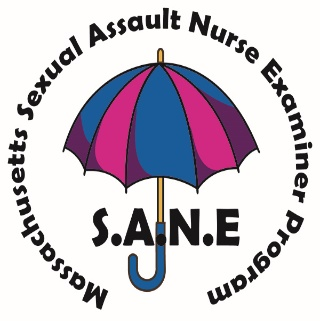 Massachusetts Sexual Assault Nurse Examiner Program
S.A.N.E